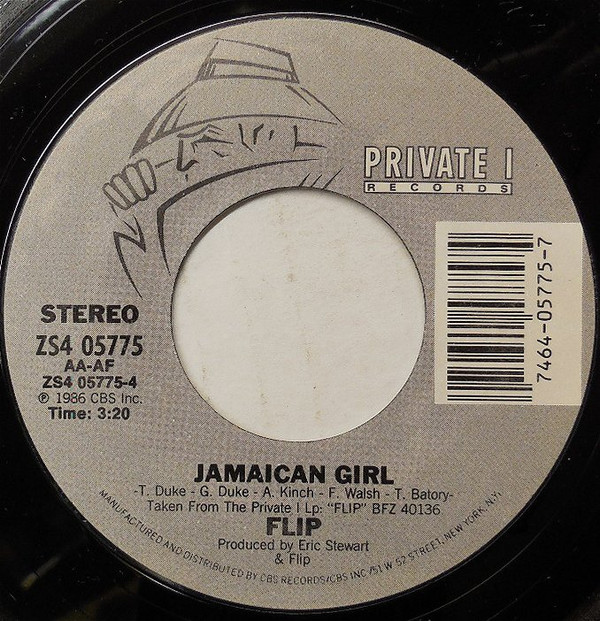 PRIVATE I
RECORDS
7464-05775-7
STEREO
ZS4 05775
AA-AF
ZS4 05775-4
℗ 1986 CBS Inc.
Time: 3:20
JAMAICAN GIRL
-T. Duke - G. Duke - A. Kinch - F. Walsh - T. Batory-
Taken From The Private I Lp: "FLIP" BFZ 40136
FLIP
Produced by Eric Stewart
& Flip
MANUFACTURED AND DISTRIBUTED BY CBS RECORDS/CBS INC./51 W 52 STREET, NEW YORK, N.Y.